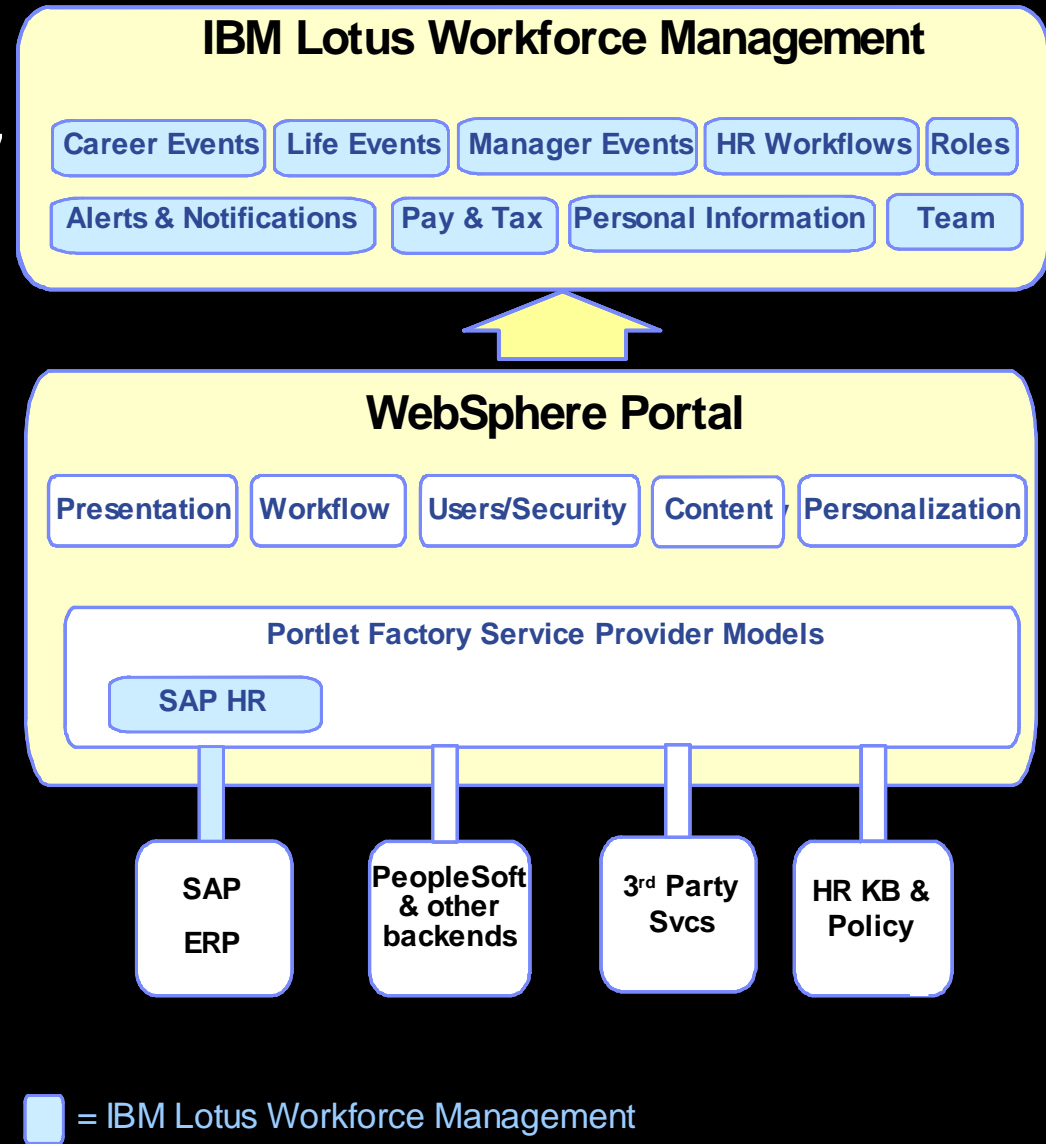 IBM Lotus Workforce Management
Career Events Life Events Manager Events HR Workflows Roles
Alerts & Notifications Pay & Tax Personal Information Team
WebSphere Portal
Presentation Workflow Users/Security Content Personalization
Portlet Factory Service Provider Models
SAP HR
SAP
ERP
PeopleSoft
& other
backends
3rd Party
Svcs
HR KB &
Policy
= IBM Lotus Workforce Management